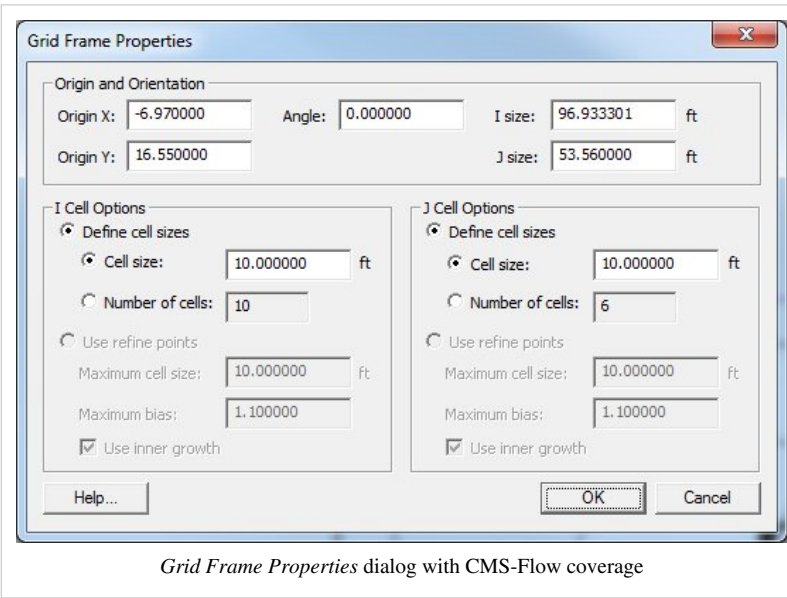 Grid Frame Properties
Origin and Orientation
Origin X: -6.970000 Angle: 0.000000 I size: 96.933301 ft
Origin Y: 16.550000 J size: 53.560000 ft
I Cell Options
Define cell sizes
Cell size: 10.000000 ft
Number of cells: 10
Use refine points
Maximum cell size: 10.000000 ft
Maximum bias: 1.100000
Use inner growth
J Cell Options
Define cell sizes
Cell size: 10.000000 ft
Number of cells: 6
Use refine points
Maximum cell size: 10.000000 ft
Maximum bias: 1.100000
Use inner growth
Help... OK Cancel
Grid Frame Properties dialog with CMS-Flow coverage